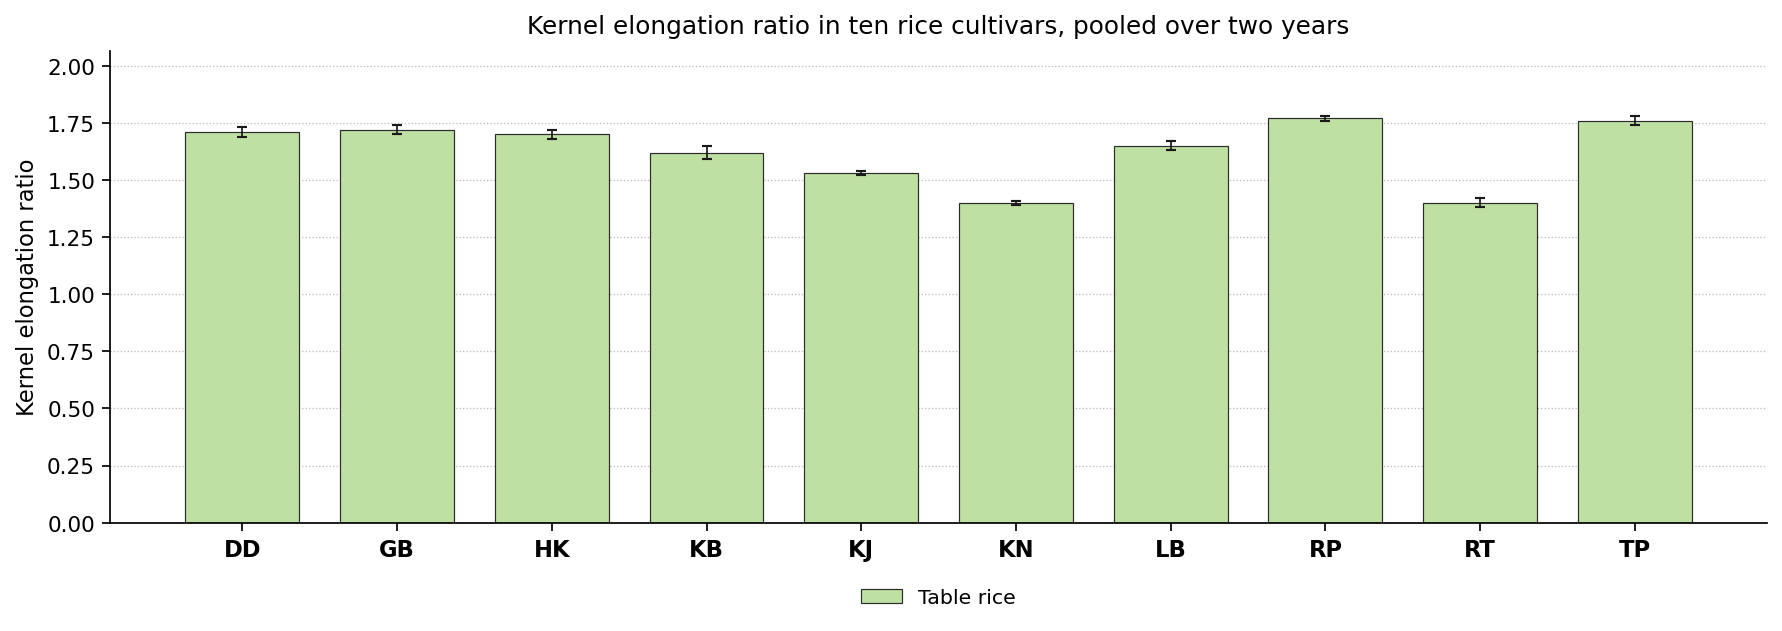 Kernel elongation ratio in ten rice cultivars, pooled over two years
Kernel elongation ratio
2.00
1.75
1.50
1.25
1.00
0.75
0.50
0.25
0.00
DD GB HK KB KJ KN LB RP RT TP
Table rice